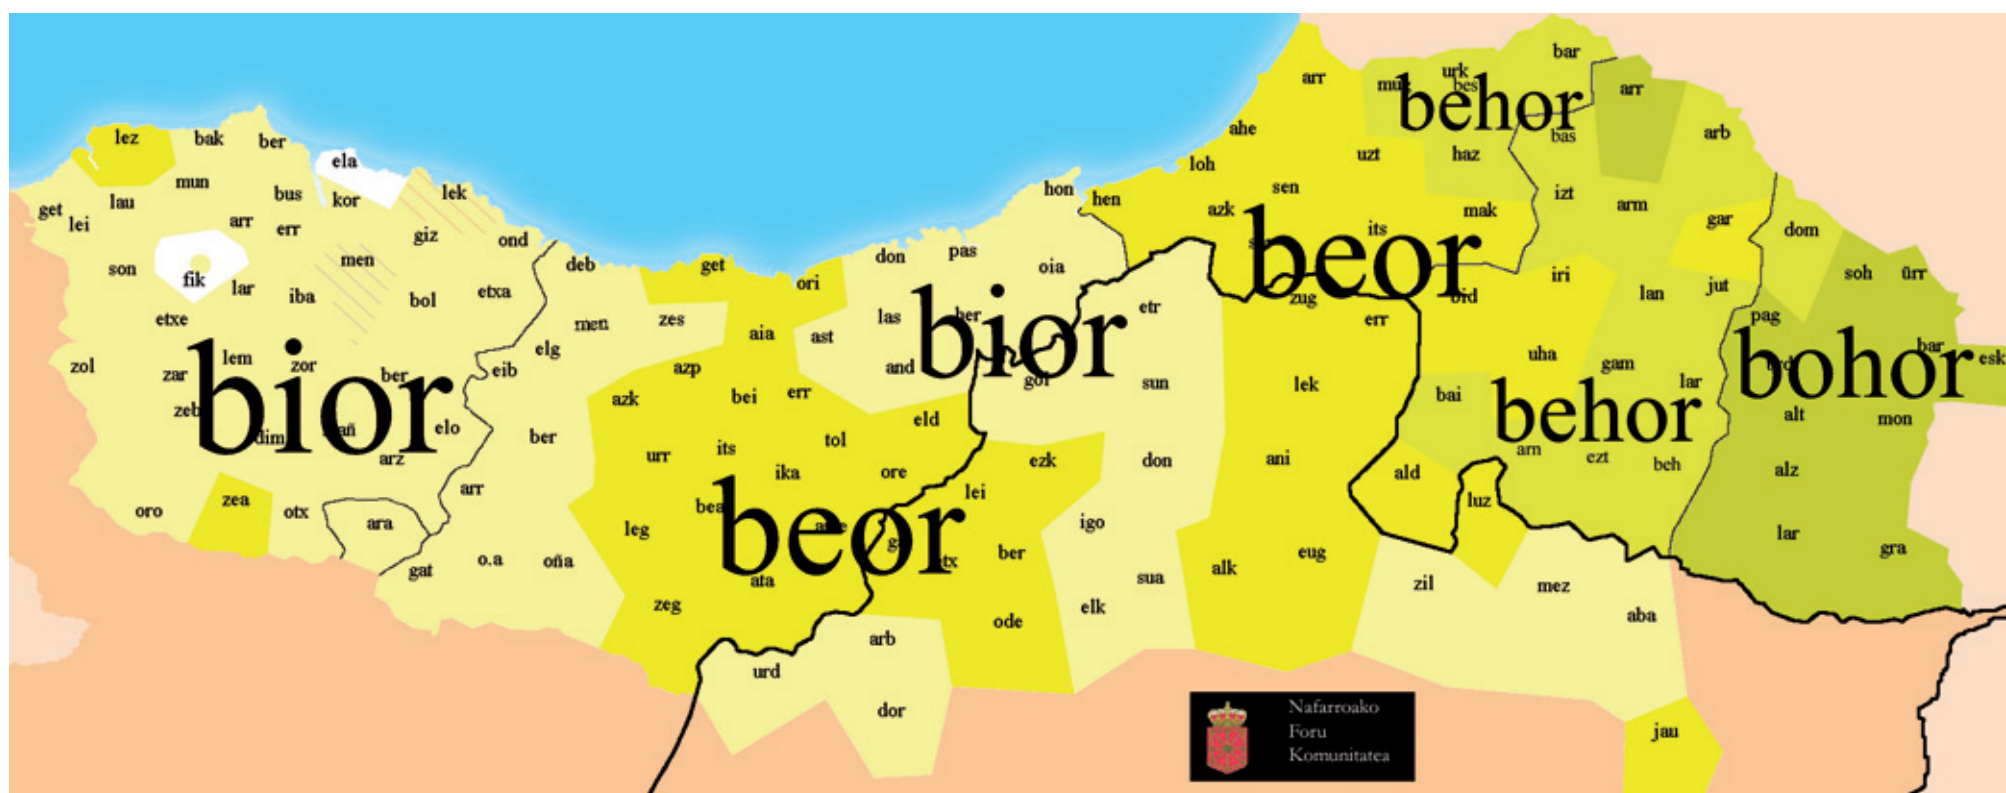 lez
bak
ber
ela
mun
bus
kor
lek
lau
get
lei
arr
err
giz
ond
son
fik
men
lar
iba
bol
etxa
etxe
zol
zar
lem
zor
ber
zeb
bior
elo
arz
oro
zea
otx
ara
deb
get
ori
men
zes
aia
ast
elg
eib
azp
azk
bei
err
ber
urr
its
tol
eld
ika
ore
arr
leg
beor
gat
o.a
oña
ata
zeg
hon
don
pas
oia
las
ber
bior
and
goi
etr
sun
don
ezk
lei
igo
ber
sua
elk
ode
arb
urd
dor
hen
arr
ahe
loh
uzt
sen
azk
its
mak
beor
zug
err
lek
ani
eug
alk
urk
bes
behor
haz
bar
bas
arr
arb
izt
arm
gar
iri
lan
jut
bid
uha
gam
lar
bai
behor
arn
ezt
beh
ald
luz
zil
mez
aba
jau
dom
soh
ürr
pag
bar
esk
bohor
alt
mon
alz
lar
gra
Nafarroako
Foru
Komunitatea